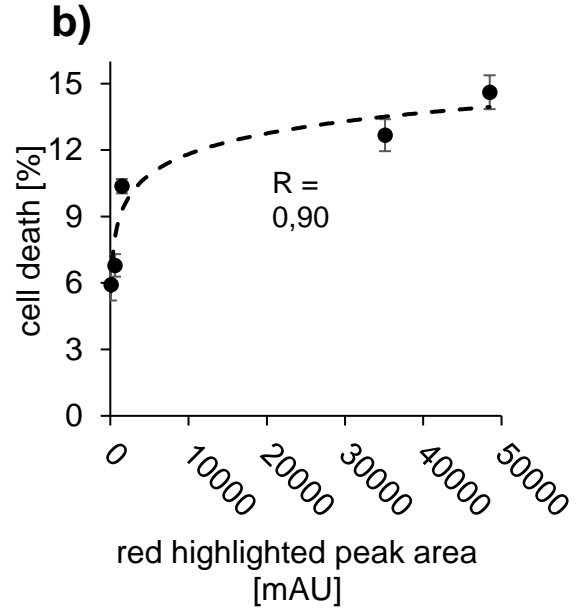 b)
cell death [%]
15
12
9
6
3
0
R =
0,90
0
10000
20000
30000
40000
50000
red highlighted peak area
[mAU]